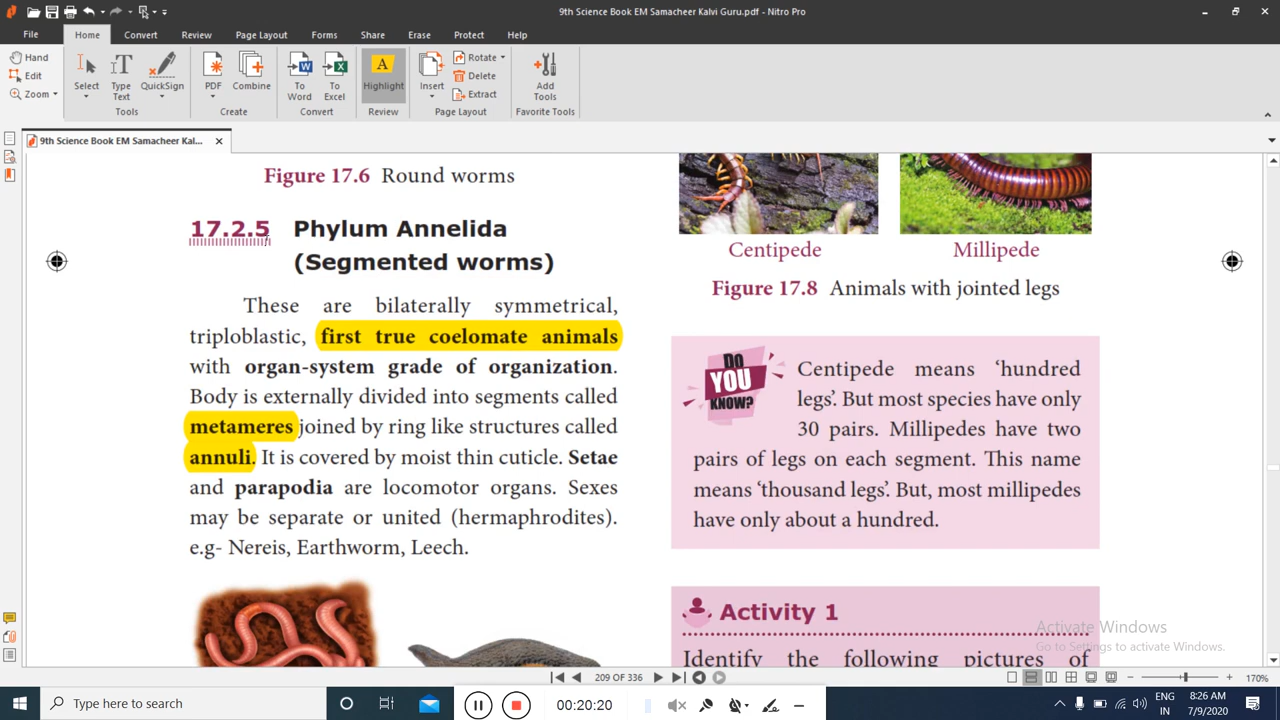 9th Science Book EM Samacheer Kalvi Guru.pdf - Nitro Pro
File Home Convert Review Page Layout Forms Share Erase Protect Help
Hand
Edit
Zoom
Select
Type Text
QuickSign
Tools
PDF
Combine
Create
To Word
To Excel
Convert
Highlight
Review
Insert
Rotate
Delete
Extract
Page Layout
Add Tools
Favorite Tools
9th Science Book EM Samacheer Kal...
Figure 17.6 Round worms
17.2.5 Phylum Annelida
(Segmented worms)
These are bilaterally symmetrical,
triploblastic, first true coelomate animals
with organ-system grade of organization.
Body is externally divided into segments called
metameres joined by ring like structures called
annuli. It is covered by moist thin cuticle. Setae
and parapodia are locomotor organs. Sexes
may be separate or united (hermaphrodites).
e.g- Nereis, Earthworm, Leech.
Centipede Millipede
Figure 17.8 Animals with jointed legs
DO
YOU
KNOW?
Centipede means ‘hundred
legs’. But most species have only
30 pairs. Millipedes have two
pairs of legs on each segment. This name
means ‘thousand legs’. But, most millipedes
have only about a hundred.
Activity 1
Identify the following pictures of
Activate Windows
Go to Settings to activate Windows.
209 OF 336
170%
Type here to search
00:20:20
ENG
IN
8:26 AM
7/9/2020